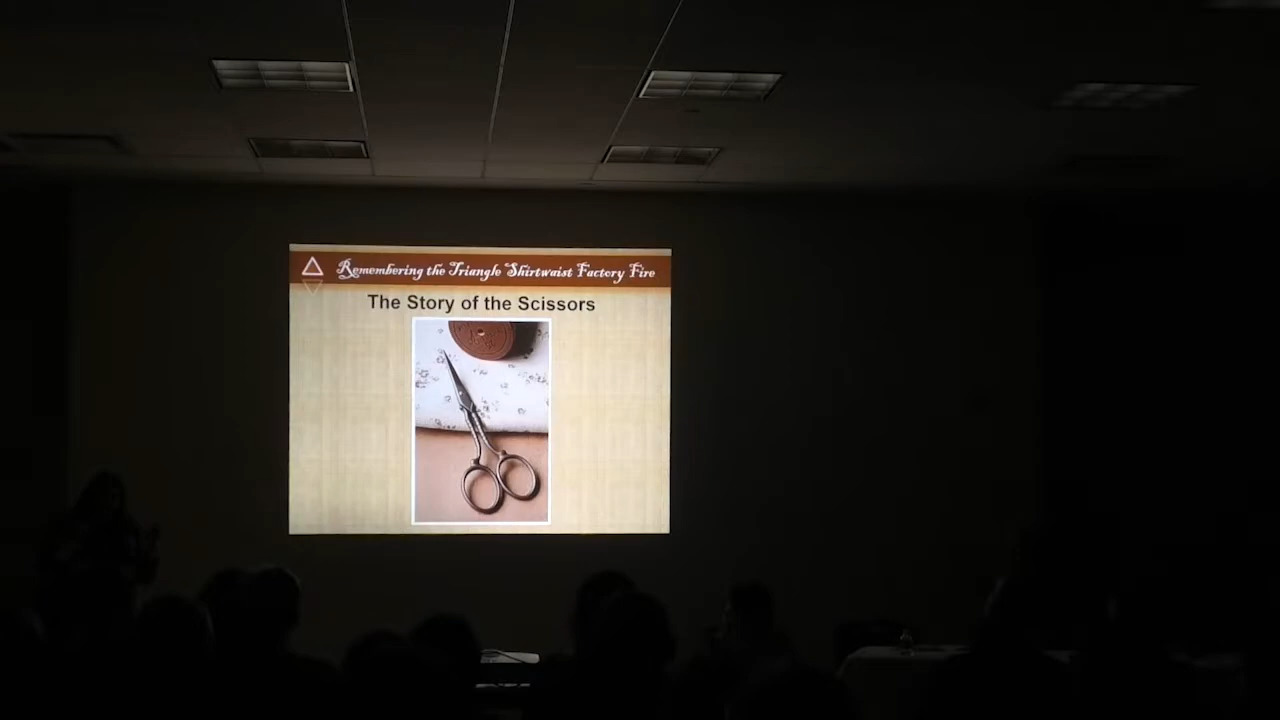 Remembering the Triangle Shirtwaist Factory Fire
The Story of the Scissors